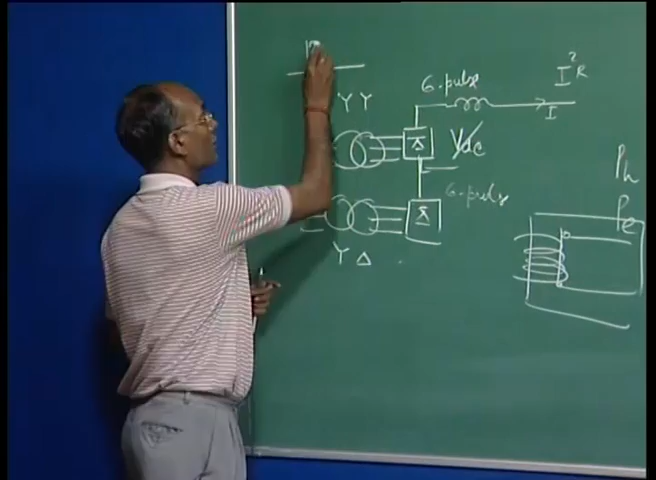 6-pulse
I²R
I
Y Y
Vdc
Ph
Pe
6-pulse
Y Δ